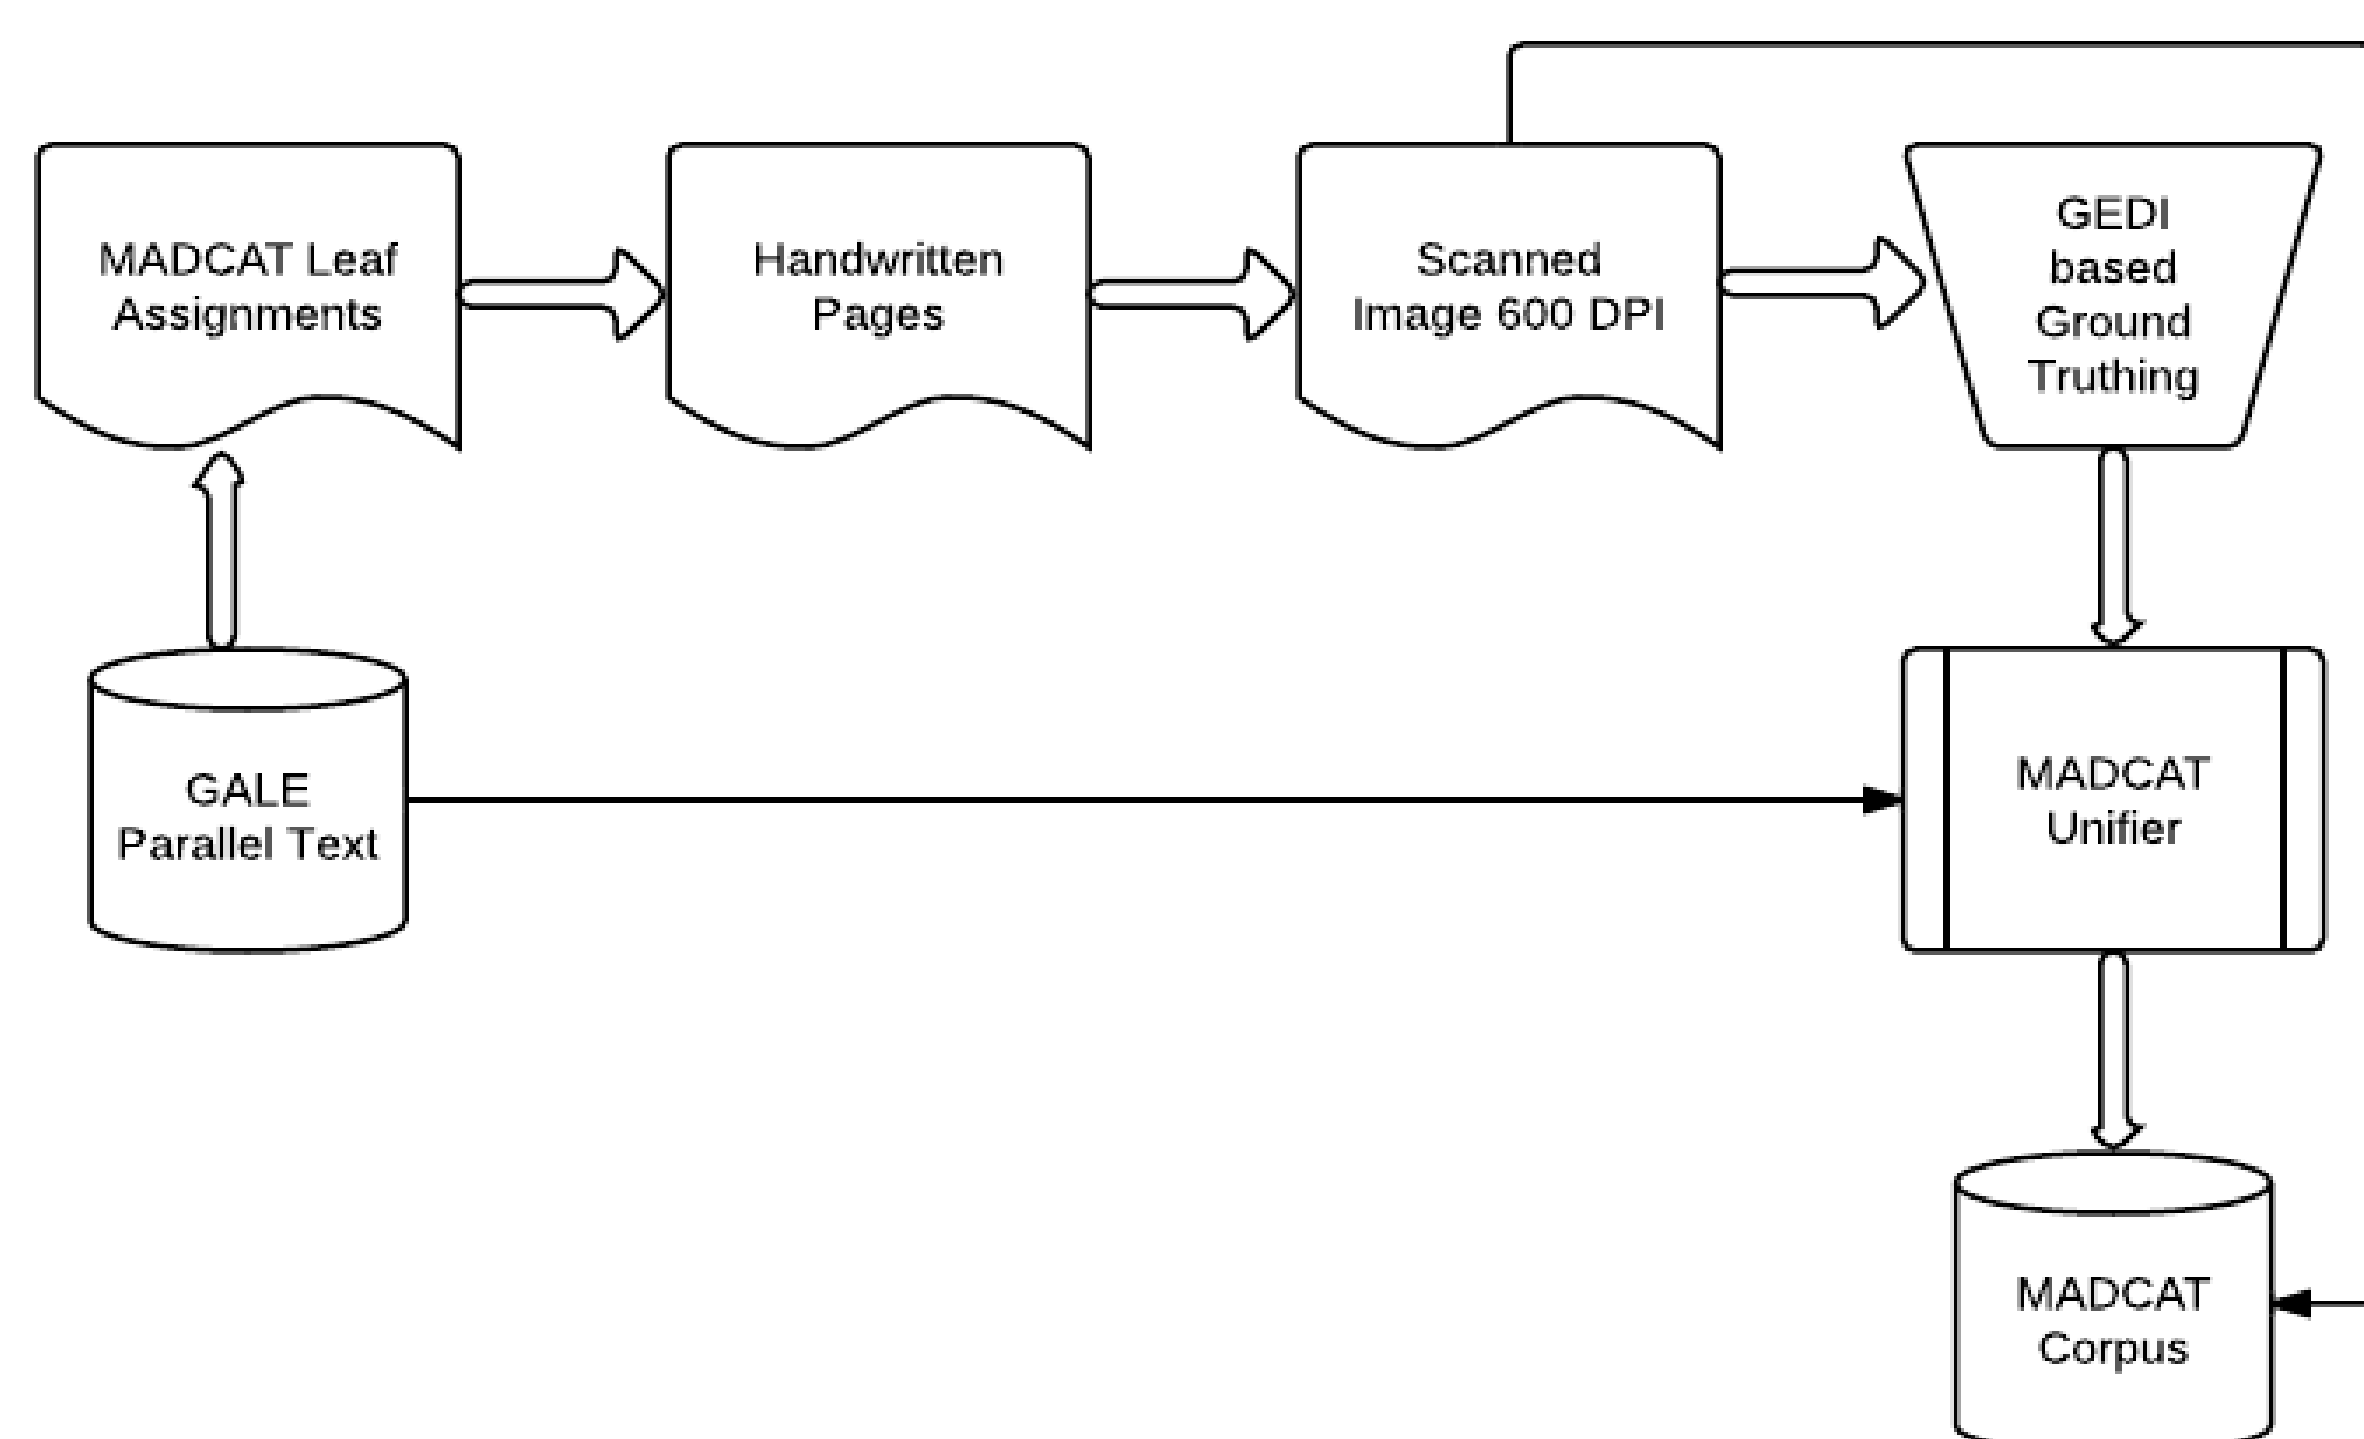 MADCAT Leaf
Assignments
Handwritten
Pages
Scanned
Image 600 DPI
GEDI
based
Ground
Truthing
GALE
Parallel Text
MADCAT
Unifier
MADCAT
Corpus